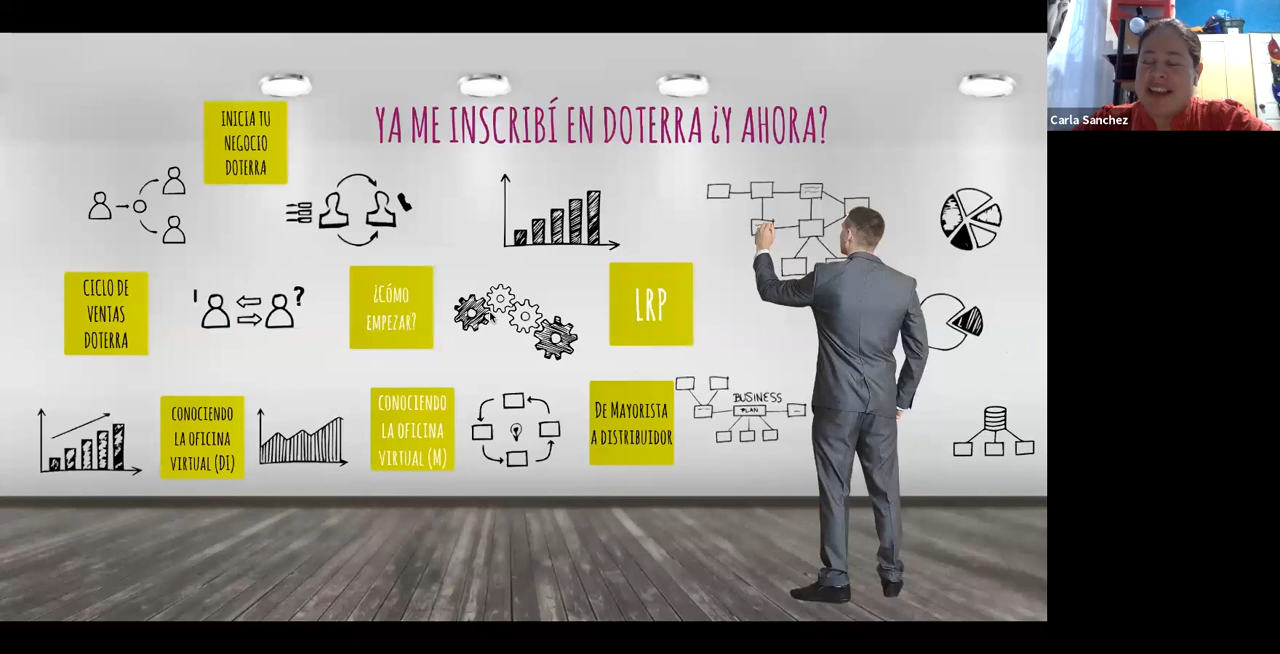 Carla Sanchez
YA ME INSCRIBÍ EN DOTERRA ¿Y AHORA?
INICIA TU
NEGOCIO
DOTERRA
CICLO DE
VENTAS
DOTERRA
?
¿CÓMO
EMPEZAR?
LRP
CONOCIENDO
LA OFICINA
VIRTUAL (DI)
CONOCIENDO
LA OFICINA
VIRTUAL (M)
DE MAYORISTA
A DISTRIBUIDOR
BUSINESS
PLAN